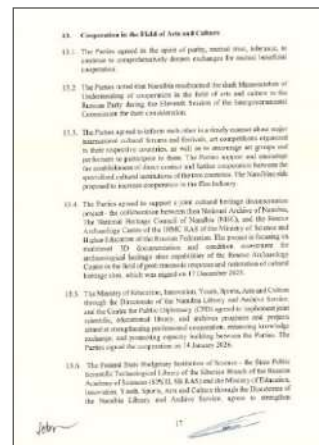 13. Cooperation in the Field of Arts and Culture
13.1. The Parties agreed in the spirit of parity, mutual trust, tolerance, to
continue to comprehensively deepen exchanges for mutual beneficial
cooperation.
13.2. The Parties noted that Namibia resubmitted the draft Memorandum of
Understanding of cooperation in the field of arts and culture to the
Russian Party during the Eleventh Session of the Intergovernmental
Commission for their consideration.
13.3. The Parties agreed to inform each other in a timely manner about major
international cultural forums and festivals, art competitions organized
in their respective countries, as well as to encourage art groups and
performers to participate in them. The Parties support and encourage
the establishment of direct contact and further cooperation between the
specialized cultural institutions of the two countries. The Namibian side
proposed to increase cooperation in the film industry.
13.4. The Parties agreed to support a joint cultural heritage documentation
project - the collaboration between then National Archive of Namibia,
The National Heritage Council of Namibia (NHC), and the Rescue
Archaeology Centre of the IHMC RAS of the Ministry of Science and
Higher Education of the Russian Federation. The project is focusing on
nutritional 3D documentation and condition assessment for
archaeological heritage sites expeditions of the Rescue Archaeology
Centre in the field of post-research response and restoration of cultural
heritage sites, which was signed on 17 December 2025.
13.5. The Ministry of Education, Innovation, Youth, Sports, Arts and Culture
through the Directorate of the Namibia Library and Archive Service,
and the Centre for Public Diplomacy (CPD) agreed to implement joint
scientific, educational library, and archives programs and projects
aimed at strengthening professional cooperation, enhancing knowledge
exchange, and promoting capacity building between the Parties. The
Parties signed the cooperation on 14 January 2026.
13.6. The Federal State Budgetary Institution of Science - the State Public
Scientific Technological Library of the Siberian Branch of the Russian
Academy of Sciences (SPSTL SB RAS) and the Ministry of Education,
Innovation, Youth, Sports, Arts and Culture through the Directorate of
the Namibia Library and Archive Service, agree to strengthen
17